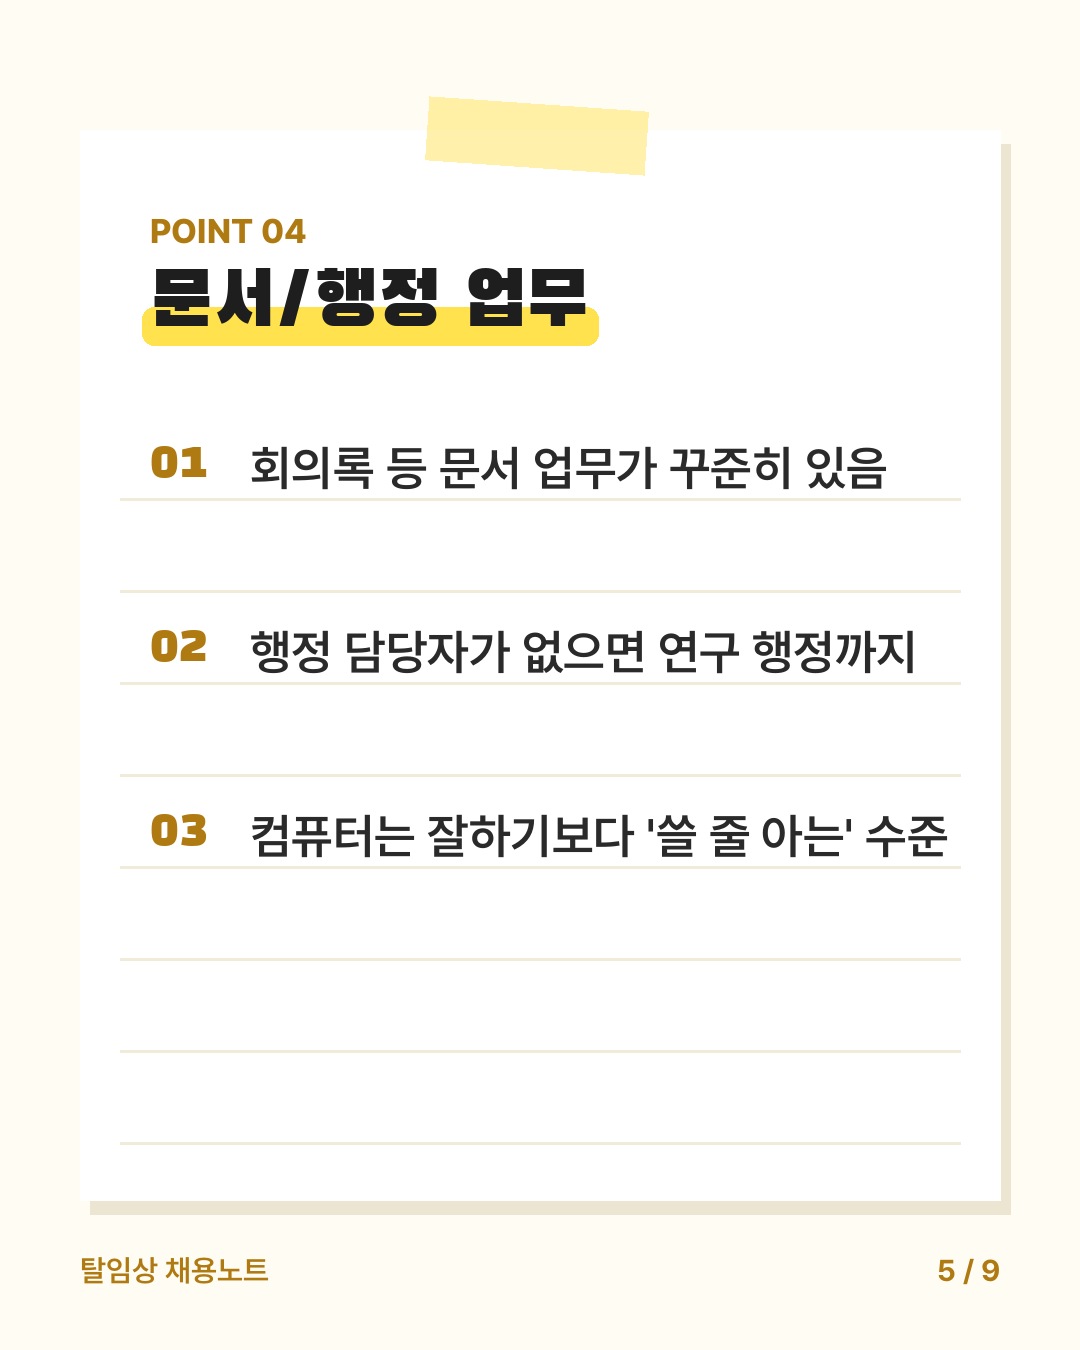 POINT 04
문서/행정 업무
01 회의록 등 문서 업무가 꾸준히 있음
02 행정 담당자가 없으면 연구 행정까지
03 컴퓨터는 잘하기보다 '쓸 줄 아는' 수준
탈임상 채용노트
5 / 9